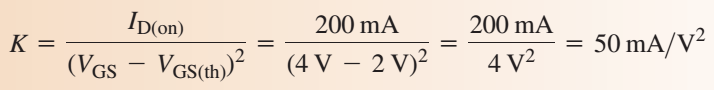 K = I_D(on) / (V_GS − V_GS(th))² = 200 mA / (4 V − 2 V)² = 200 mA / 4 V² = 50 mA/V²